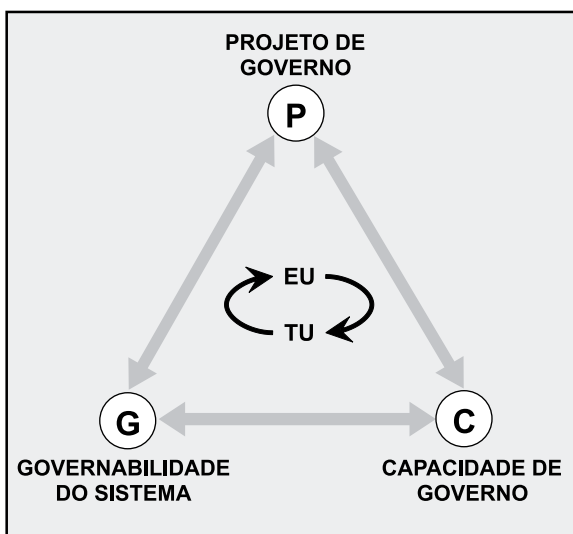 PROJETO DE
GOVERNO
P
EU
TU
G
C
GOVERNABILIDADE
DO SISTEMA
CAPACIDADE DE
GOVERNO